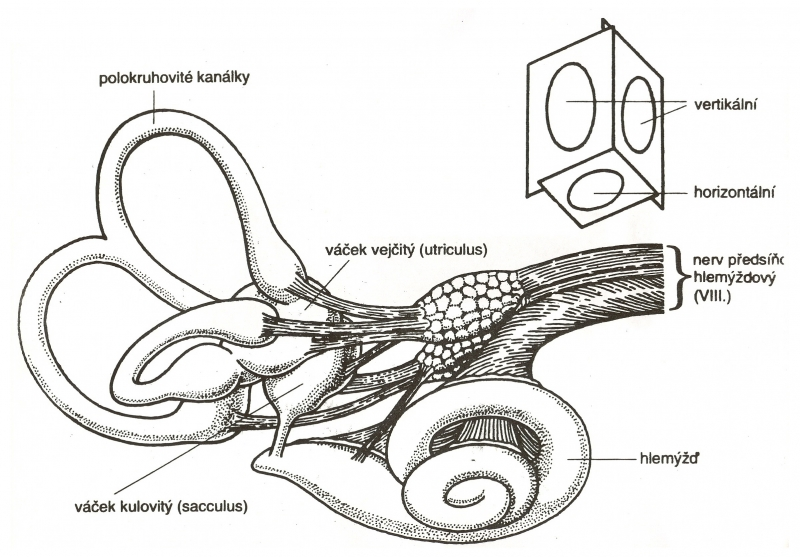 polokruhovité kanálky
vertikální
horizontální
váček vejčitý (utriculus)
nerv předsíňo
hlemýžďový
(VIII.)
hlemýžď
váček kulovitý (sacculus)